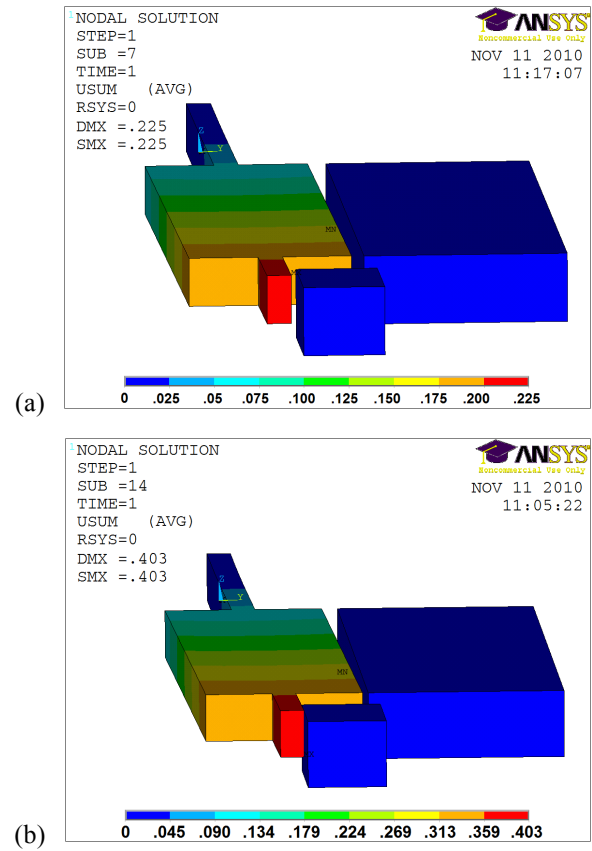 1
NODAL SOLUTION
STEP=1
SUB =7
TIME=1
USUM (AVG)
RSYS=0
DMX =.225
SMX =.225
ANSYS
Noncommercial Use Only
NOV 11 2010
11:17:07
Z
Y
MN
0 .025 .05 .075 .100 .125 .150 .175 .200 .225
(a)
1
NODAL SOLUTION
STEP=1
SUB =14
TIME=1
USUM (AVG)
RSYS=0
DMX =.403
SMX =.403
ANSYS
Noncommercial Use Only
NOV 11 2010
11:05:22
Z
Y
MN
0 .045 .090 .134 .179 .224 .269 .313 .359 .403
(b)